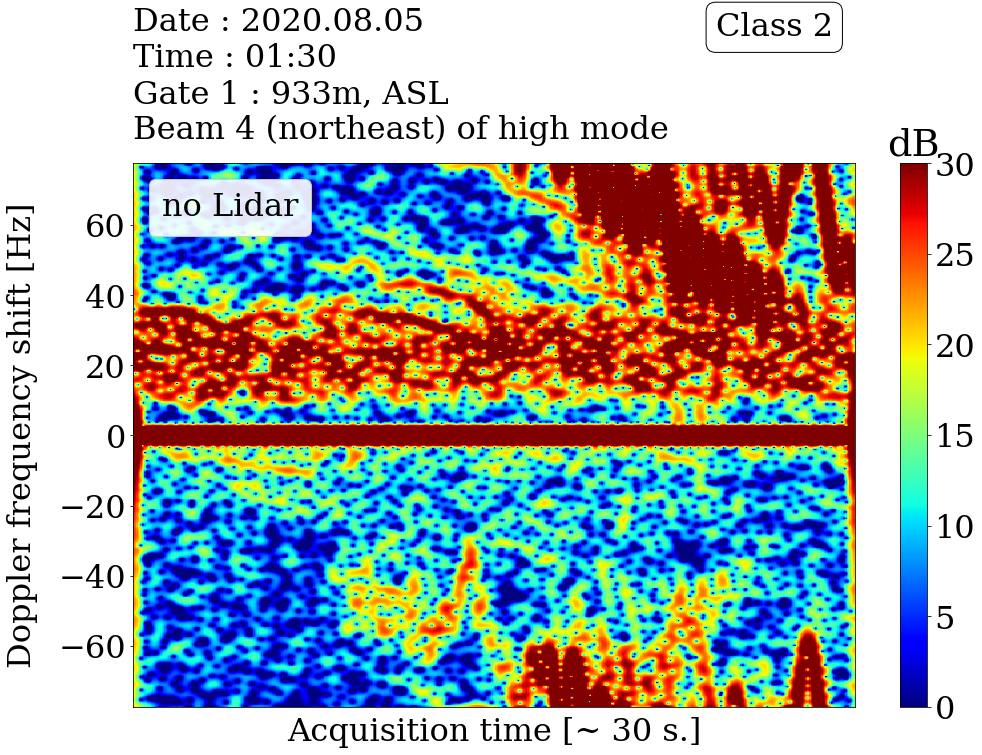 Date : 2020.08.05
Time : 01:30
Gate 1 : 933m, ASL
Beam 4 (northeast) of high mode
Class 2
dB
no Lidar
Doppler frequency shift [Hz]
60
40
20
0
−20
−40
−60
30
25
20
15
10
5
0
Acquisition time [~ 30 s.]